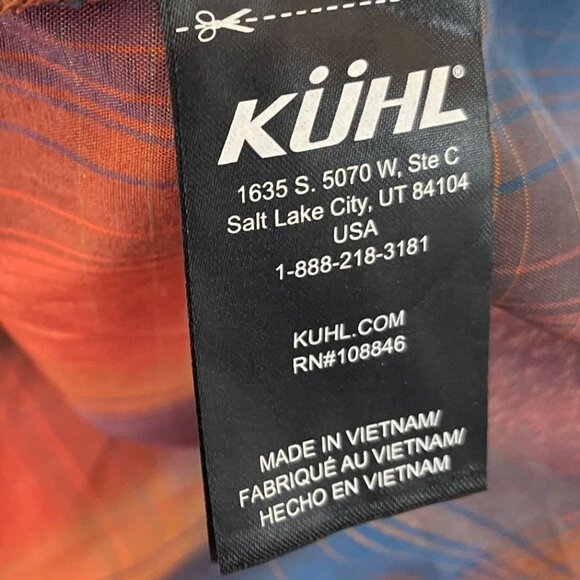 KÜHL®
1635 S. 5070 W, Ste C
Salt Lake City, UT 84104
USA
1-888-218-3181
KUHL.COM
RN#108846
MADE IN VIETNAM/
FABRIQUÉ AU VIETNAM/
HECHO EN VIETNAM